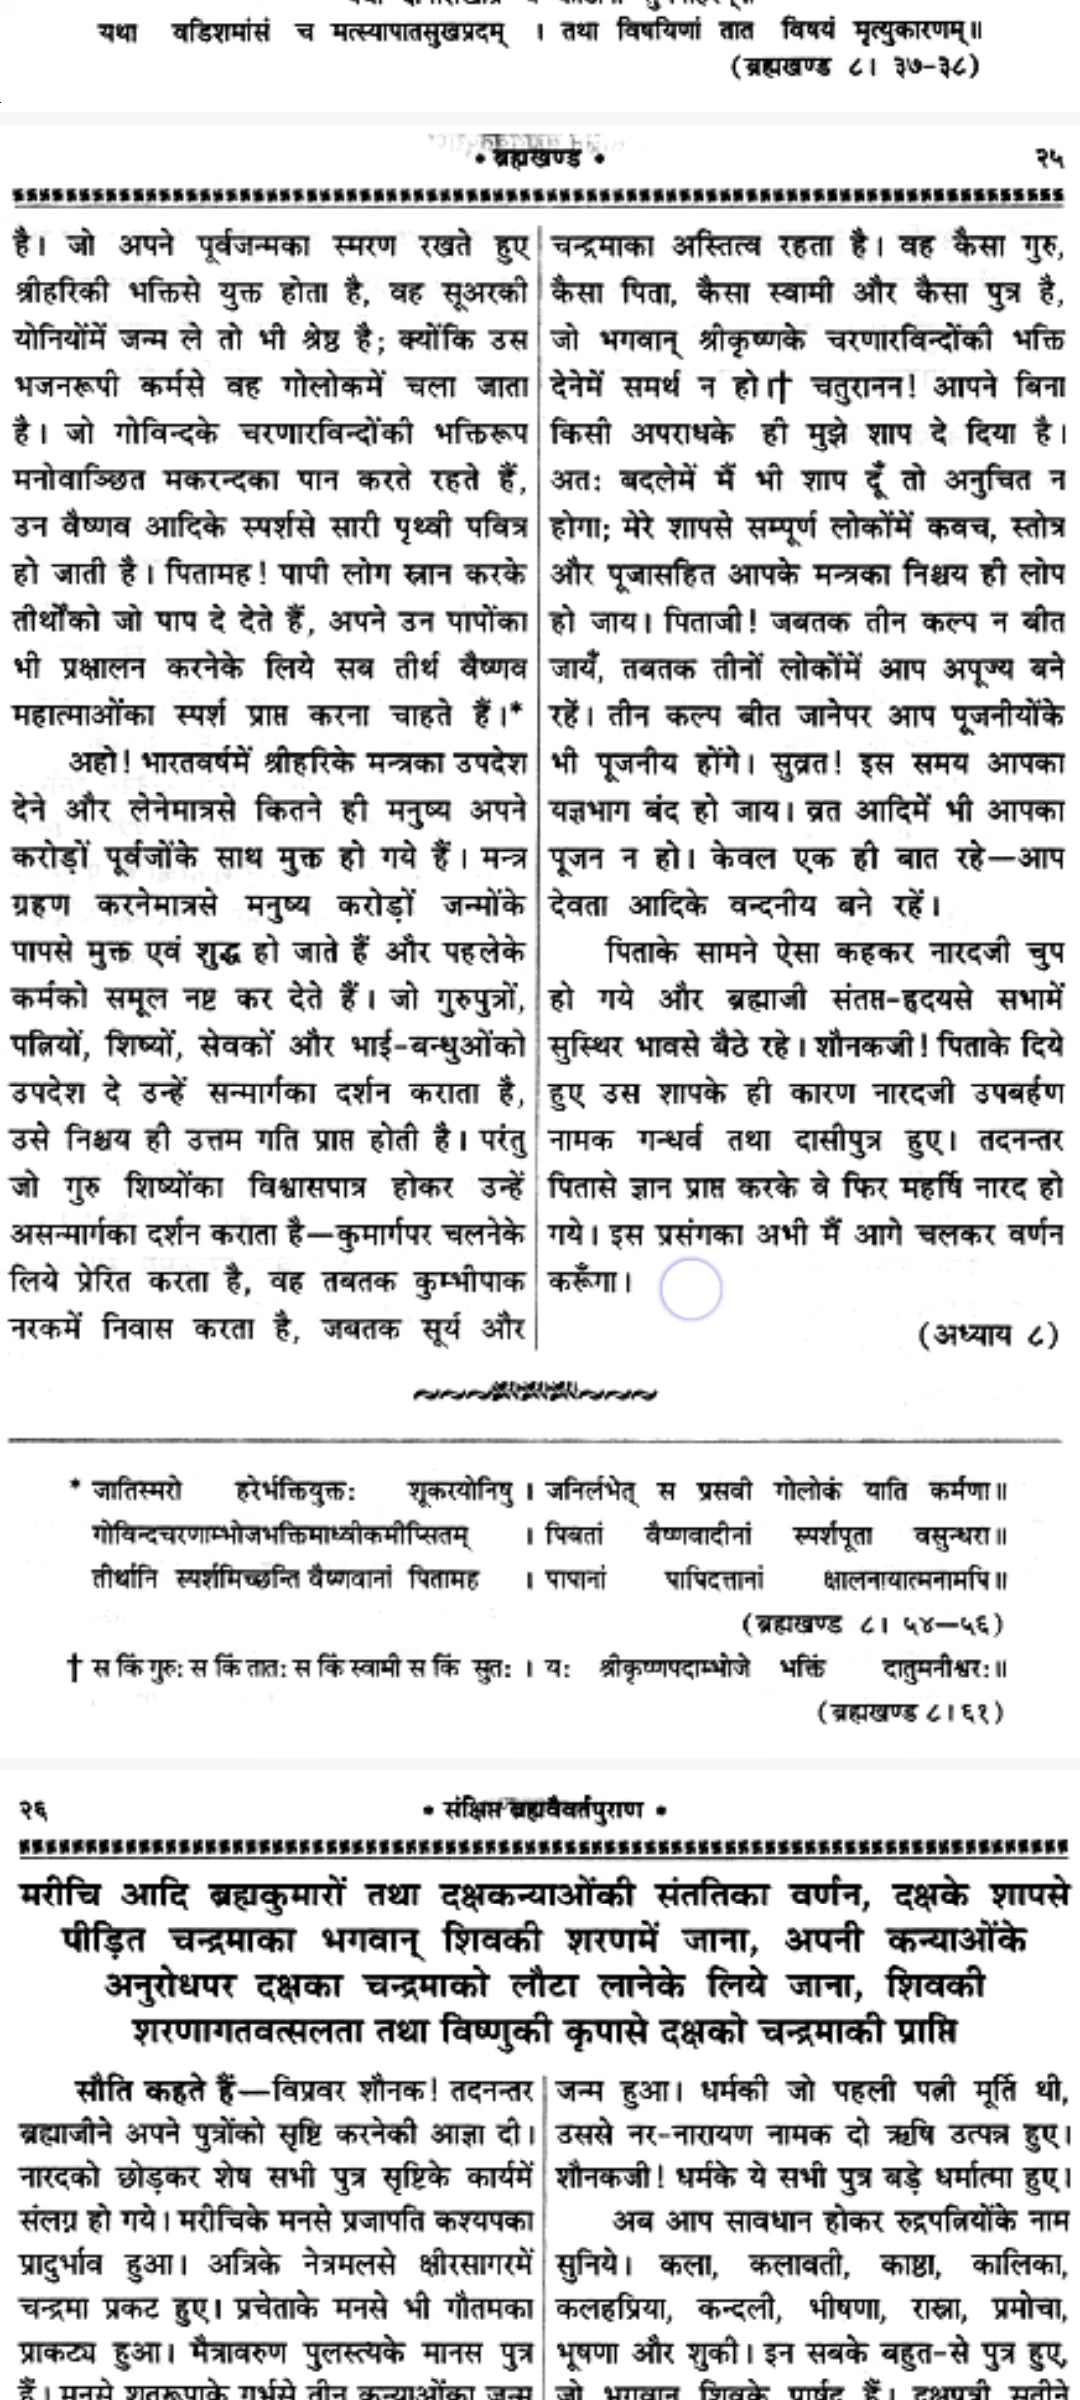 यथा वडिशमांसं च मत्स्यापातसुखप्रदम् । तथा विषयिणां तात विषयं मृत्युकारणम्॥
(ब्रह्मखण्ड ८। ३७-३८)
• ब्रह्मखण्ड •
२५
है। जो अपने पूर्वजन्मका स्मरण रखते हुए
श्रीहरिकी भक्तिसे युक्त होता है, वह सूअरकी
योनियोंमें जन्म ले तो भी श्रेष्ठ है; क्योंकि उस
भजनरूपी कर्मसे वह गोलोकमें चला जाता
है। जो गोविन्दके चरणारविन्दोंकी भक्तिरूप
मनोवाञ्छित मकरन्दका पान करते रहते हैं,
उन वैष्णव आदिके स्पर्शसे सारी पृथ्वी पवित्र
हो जाती है। पितामह! पापी लोग स्नान करके
तीर्थोंको जो पाप दे देते हैं, अपने उन पापोंका
भी प्रक्षालन करनेके लिये सब तीर्थ वैष्णव
महात्माओंका स्पर्श प्राप्त करना चाहते हैं।*
अहो! भारतवर्षमें श्रीहरिके मन्त्रका उपदेश
देने और लेनेमात्रसे कितने ही मनुष्य अपने
करोड़ों पूर्वजोंके साथ मुक्त हो गये हैं। मन्त्र
ग्रहण करनेमात्रसे मनुष्य करोड़ों जन्मोंके
पापसे मुक्त एवं शुद्ध हो जाते हैं और पहलेके
कर्मको समूल नष्ट कर देते हैं। जो गुरुपुत्रों,
पत्नियों, शिष्यों, सेवकों और भाई-बन्धुओंको
उपदेश दे उन्हें सन्मार्गका दर्शन कराता है,
उसे निश्चय ही उत्तम गति प्राप्त होती है। परंतु
जो गुरु शिष्योंका विश्वासपात्र होकर उन्हें
असन्मार्गका दर्शन कराता है—कुमार्गपर चलनेके
लिये प्रेरित करता है, वह तबतक कुम्भीपाक
नरकमें निवास करता है, जबतक सूर्य और
चन्द्रमाका अस्तित्व रहता है। वह कैसा गुरु,
कैसा पिता, कैसा स्वामी और कैसा पुत्र है,
जो भगवान् श्रीकृष्णके चरणारविन्दोंकी भक्ति
देनेमें समर्थ न हो।† चतुरानन! आपने बिना
किसी अपराधके ही मुझे शाप दे दिया है।
अतः बदलेमें मैं भी शाप दूँ तो अनुचित न
होगा; मेरे शापसे सम्पूर्ण लोकोंमें कवच, स्तोत्र
और पूजासहित आपके मन्त्रका निश्चय ही लोप
हो जाय। पिताजी! जबतक तीन कल्प न बीत
जायँ, तबतक तीनों लोकोंमें आप अपूज्य बने
रहें। तीन कल्प बीत जानेपर आप पूजनीयोंके
भी पूजनीय होंगे। सुव्रत! इस समय आपका
यज्ञभाग बंद हो जाय। व्रत आदिमें भी आपका
पूजन न हो। केवल एक ही बात रहे—आप
देवता आदिके वन्दनीय बने रहें।
पिताके सामने ऐसा कहकर नारदजी चुप
हो गये और ब्रह्माजी संतप्त-हृदयसे सभामें
सुस्थिर भावसे बैठे रहे। शौनकजी! पिताके दिये
हुए उस शापके ही कारण नारदजी उपबर्हण
नामक गन्धर्व तथा दासीपुत्र हुए। तदनन्तर
पितासे ज्ञान प्राप्त करके वे फिर महर्षि नारद हो
गये। इस प्रसंगका अभी मैं आगे चलकर वर्णन
करूँगा।
(अध्याय ८)
* जातिस्मरो हरेर्भक्तियुक्तः शूकरयोनिषु । जनिर्लभेत् स प्रसवी गोलोकं याति कर्मणा॥
गोविन्दचरणाम्भोजभक्तिमाध्वीकमीप्सितम् । पिबतां वैष्णवादीनां स्पर्शपूता वसुन्धरा॥
तीर्थानि स्पर्शमिच्छन्ति वैष्णवानां पितामह । पापानां पापिदत्तानां क्षालनायात्मनामपि॥
(ब्रह्मखण्ड ८। ५४—५६)
† स किं गुरुः स किं तातः स किं स्वामी स किं सुतः । यः श्रीकृष्णपदाम्भोजे भक्तिं दातुमनीश्वरः॥
(ब्रह्मखण्ड ८।६१)
२६
• संक्षिप्त ब्रह्मवैवर्तपुराण •
मरीचि आदि ब्रह्मकुमारों तथा दक्षकन्याओंकी संततिका वर्णन, दक्षके शापसे
पीड़ित चन्द्रमाका भगवान् शिवकी शरणमें जाना, अपनी कन्याओंके
अनुरोधपर दक्षका चन्द्रमाको लौटा लानेके लिये जाना, शिवकी
शरणागतवत्सलता तथा विष्णुकी कृपासे दक्षको चन्द्रमाकी प्राप्ति
सौति कहते हैं—विप्रवर शौनक! तदनन्तर
ब्रह्माजीने अपने पुत्रोंको सृष्टि करनेकी आज्ञा दी।
नारदको छोड़कर शेष सभी पुत्र सृष्टिके कार्यमें
संलग्न हो गये। मरीचिके मनसे प्रजापति कश्यपका
प्रादुर्भाव हुआ। अत्रिके नेत्रमलसे क्षीरसागरमें
चन्द्रमा प्रकट हुए। प्रचेताके मनसे भी गौतमका
प्राकट्य हुआ। मैत्रावरुण पुलस्त्यके मानस पुत्र
हैं। मनसे शतरूपाके गर्भसे तीन कन्याओंका जन्म
जन्म हुआ। धर्मकी जो पहली पत्नी मूर्ति थी,
उससे नर-नारायण नामक दो ऋषि उत्पन्न हुए।
शौनकजी! धर्मके ये सभी पुत्र बड़े धर्मात्मा हुए।
अब आप सावधान होकर रुद्रपत्नियोंके नाम
सुनिये। कला, कलावती, काष्ठा, कालिका,
कलहप्रिया, कन्दली, भीषणा, रास्ना, प्रमोचा,
भूषणा और शुकी। इन सबके बहुत-से पुत्र हुए,
जो भगवान् शिवके पार्षद हैं। दक्षपुत्री सतीने